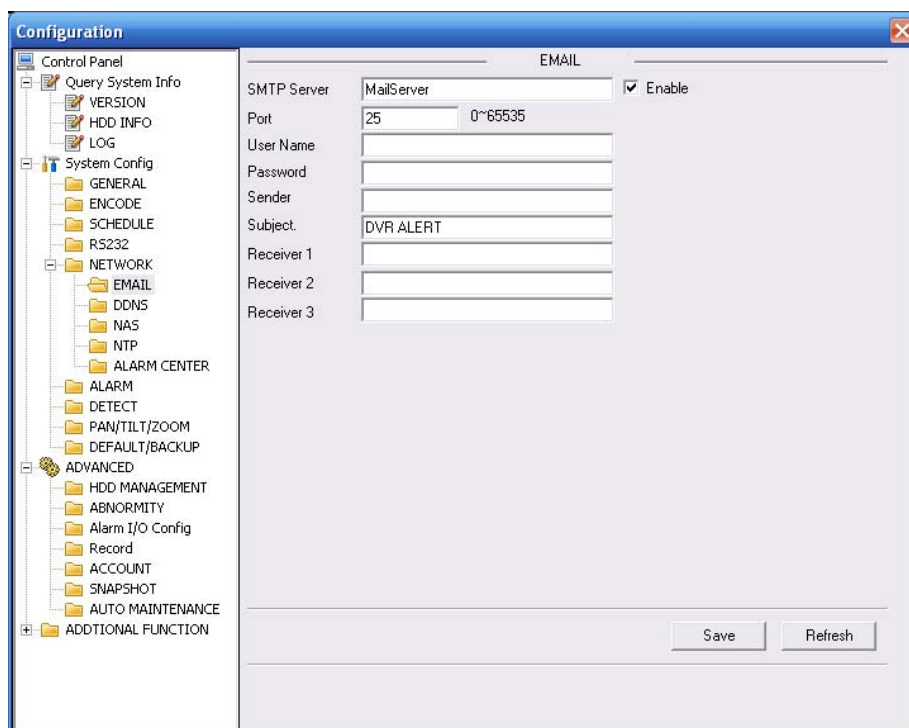 Configuration
Control Panel
Query System Info
VERSION
HDD INFO
LOG
System Config
GENERAL
ENCODE
SCHEDULE
RS232
NETWORK
EMAIL
DDNS
NAS
NTP
ALARM CENTER
ALARM
DETECT
PAN/TILT/ZOOM
DEFAULT/BACKUP
ADVANCED
HDD MANAGEMENT
ABNORMITY
Alarm I/O Config
Record
ACCOUNT
SNAPSHOT
AUTO MAINTENANCE
ADDTIONAL FUNCTION
EMAIL
SMTP Server MailServer Enable
Port 25 0~65535
User Name
Password
Sender
Subject. DVR ALERT
Receiver 1
Receiver 2
Receiver 3
Save Refresh